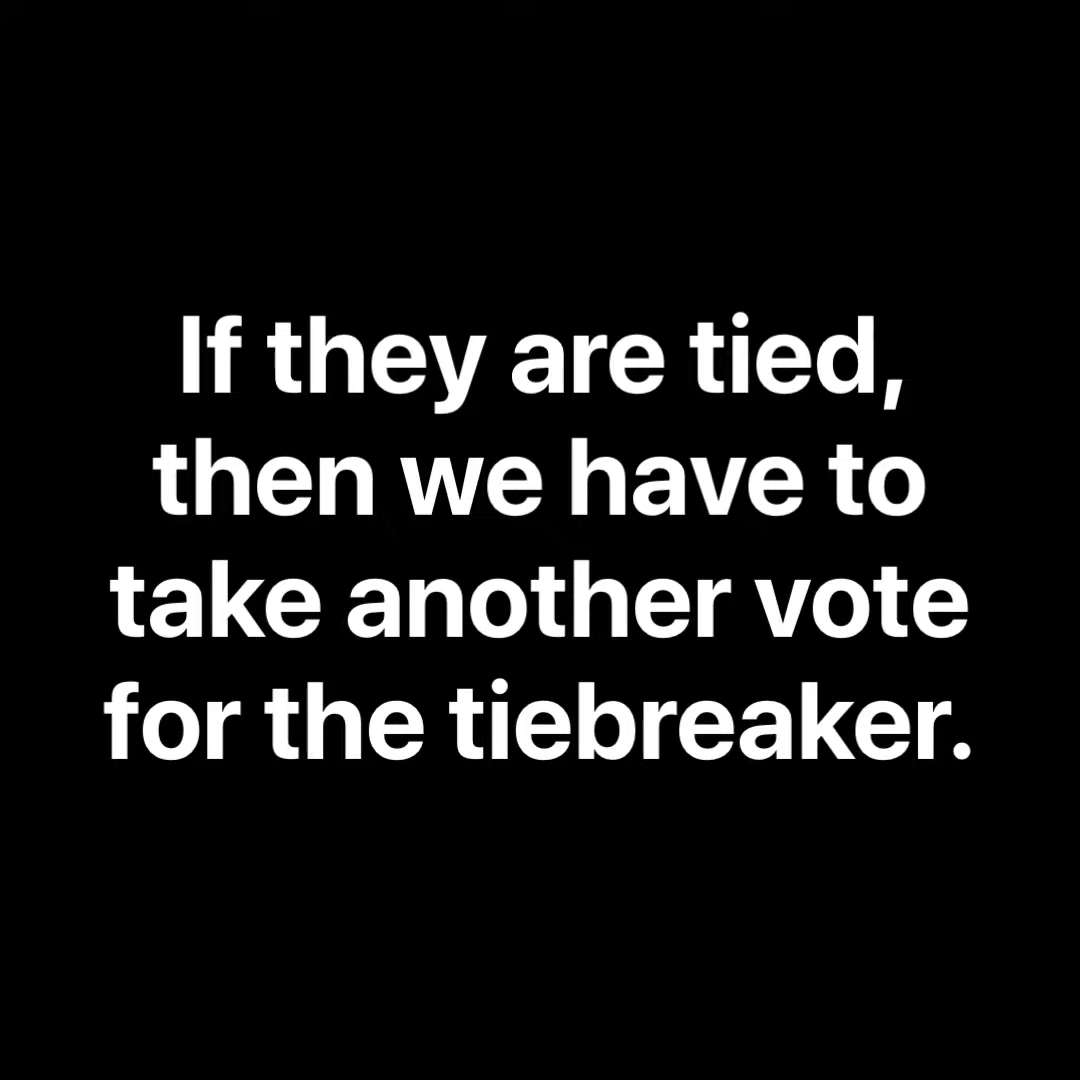 If they are tied,
then we have to
take another vote
for the tiebreaker.